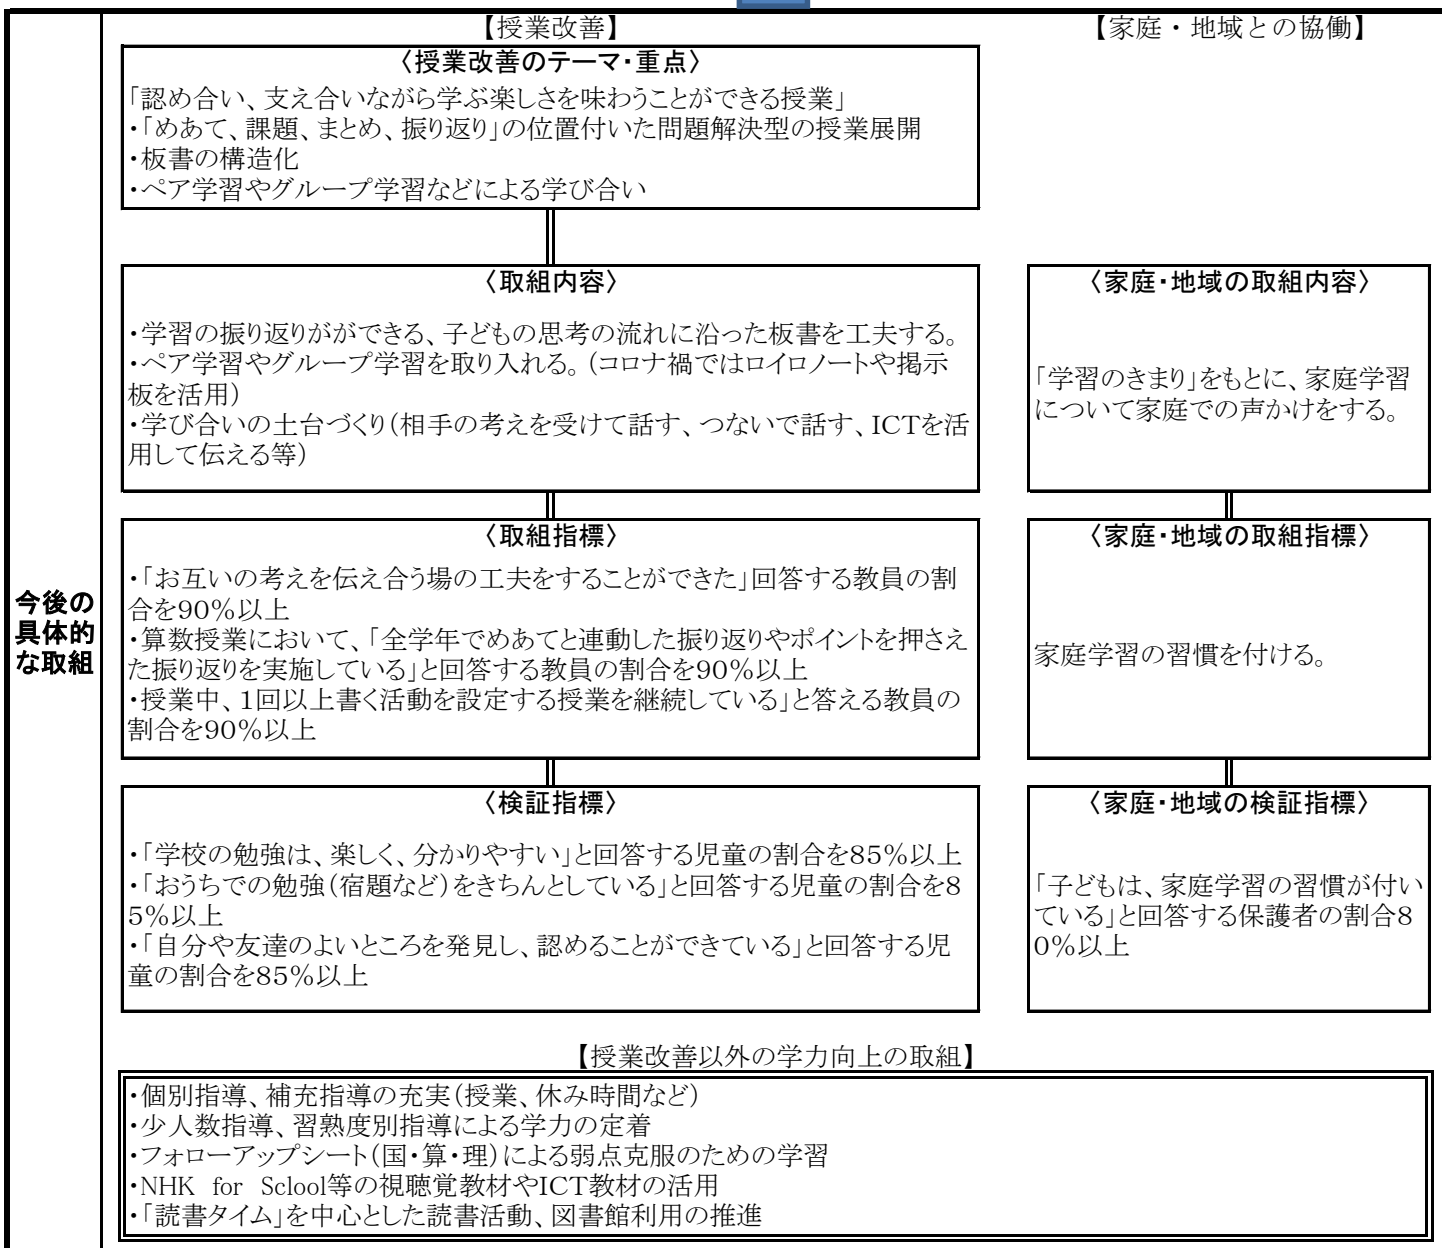 【授業改善】
【家庭・地域との協働】
〈授業改善のテーマ・重点〉
「認め合い、支え合いながら学ぶ楽しさを味わうことができる授業」
・「めあて、課題、まとめ、振り返り」の位置付いた問題解決型の授業展開
・板書の構造化
・ペア学習やグループ学習などによる学び合い
〈取組内容〉
・学習の振り返りがができる、子どもの思考の流れに沿った板書を工夫する。
・ペア学習やグループ学習を取り入れる。（コロナ禍ではロイロノートや掲示
板を活用）
・学び合いの土台づくり（相手の考えを受けて話す、つないで話す、ICTを活
用して伝える等）
〈家庭・地域の取組内容〉
「学習のきまり」をもとに、家庭学習
について家庭での声かけをする。
今後の
具体的
な取組
〈取組指標〉
・「お互いの考えを伝え合う場の工夫をすることができた」回答する教員の割
合を90％以上
・算数授業において、「全学年でめあてと連動した振り返りやポイントを押さえ
た振り返りを実施している」と回答する教員の割合を90％以上
・授業中、1回以上書く活動を設定する授業を継続している」と答える教員の
割合を90％以上
〈家庭・地域の取組指標〉
家庭学習の習慣を付ける。
〈検証指標〉
・「学校の勉強は、楽しく、分かりやすい」と回答する児童の割合を85％以上
・「おうちでの勉強（宿題など）をきちんとしている」と回答する児童の割合を8
5％以上
・「自分や友達のよいところを発見し、認めることができている」と回答する児
童の割合を85％以上
〈家庭・地域の検証指標〉
「子どもは、家庭学習の習慣が付い
ている」と回答する保護者の割合8
0％以上
【授業改善以外の学力向上の取組】
・個別指導、補充指導の充実（授業、休み時間など）
・少人数指導、習熟度別指導による学力の定着
・フォローアップシート（国・算・理）による弱点克服のための学習
・NHK for Sclool等の視聴覚教材やICT教材の活用
・「読書タイム」を中心とした読書活動、図書館利用の推進